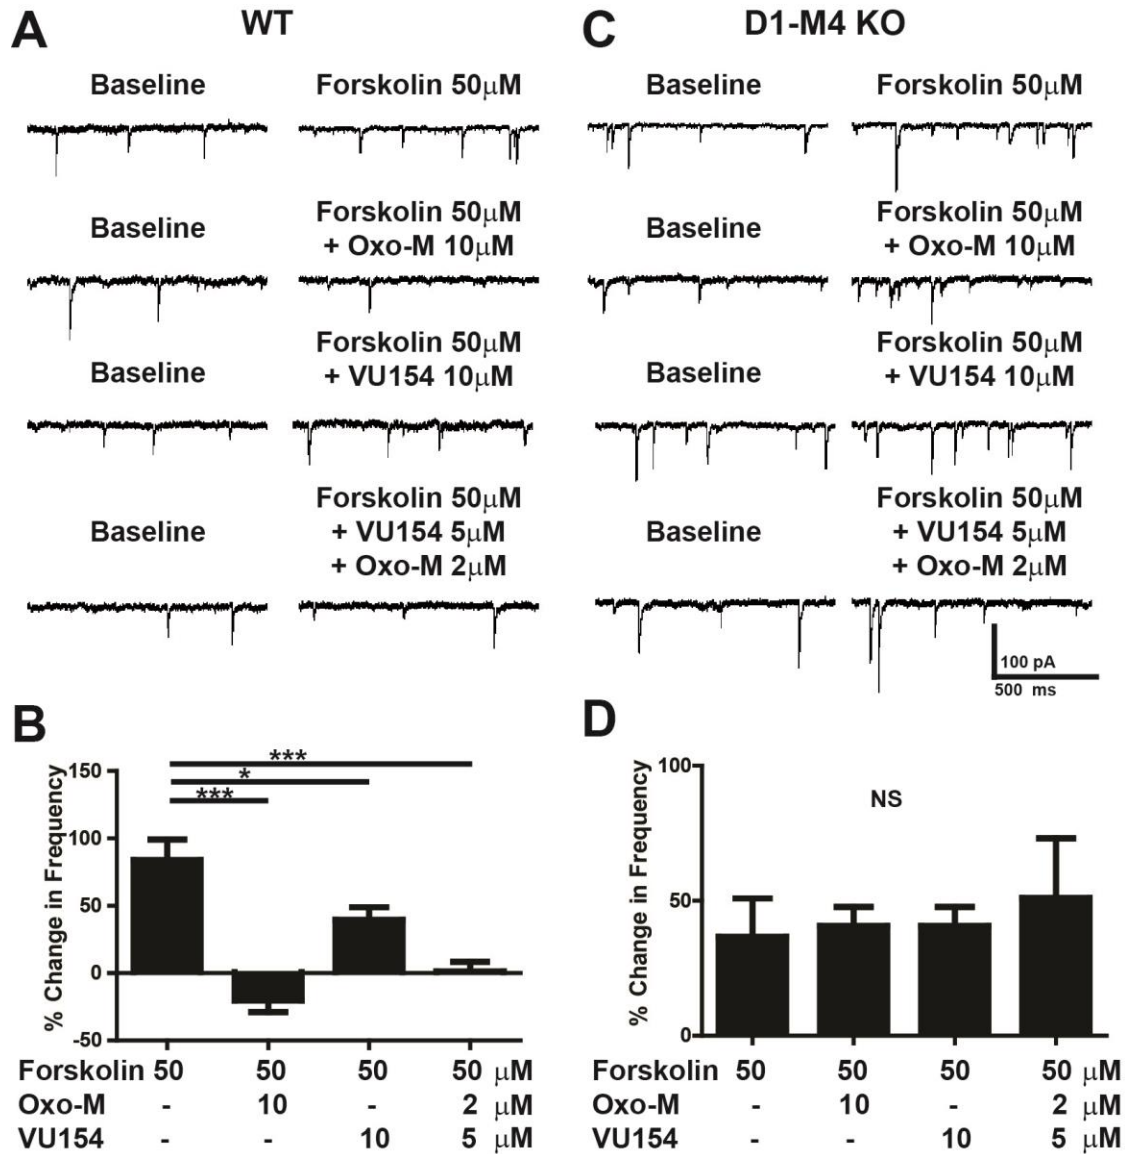 A
WT
Baseline
Forskolin 50μM
Baseline
Forskolin 50μM
+ Oxo-M 10μM
Baseline
Forskolin 50μM
+ VU154 10μM
Baseline
Forskolin 50μM
+ VU154 5μM
+ Oxo-M 2μM
C
D1-M4 KO
Baseline
Forskolin 50μM
Baseline
Forskolin 50μM
+ Oxo-M 10μM
Baseline
Forskolin 50μM
+ VU154 10μM
Baseline
Forskolin 50μM
+ VU154 5μM
+ Oxo-M 2μM
100 pA
500 ms
B
% Change in Frequency
150
100
50
0
-50
***
*
***
Forskolin 50 50 50 50 μM
Oxo-M - 10 - 2 μM
VU154 - - 10 5 μM
D
% Change in Frequency
100
50
0
NS
Forskolin 50 50 50 50 μM
Oxo-M - 10 - 2 μM
VU154 - - 10 5 μM